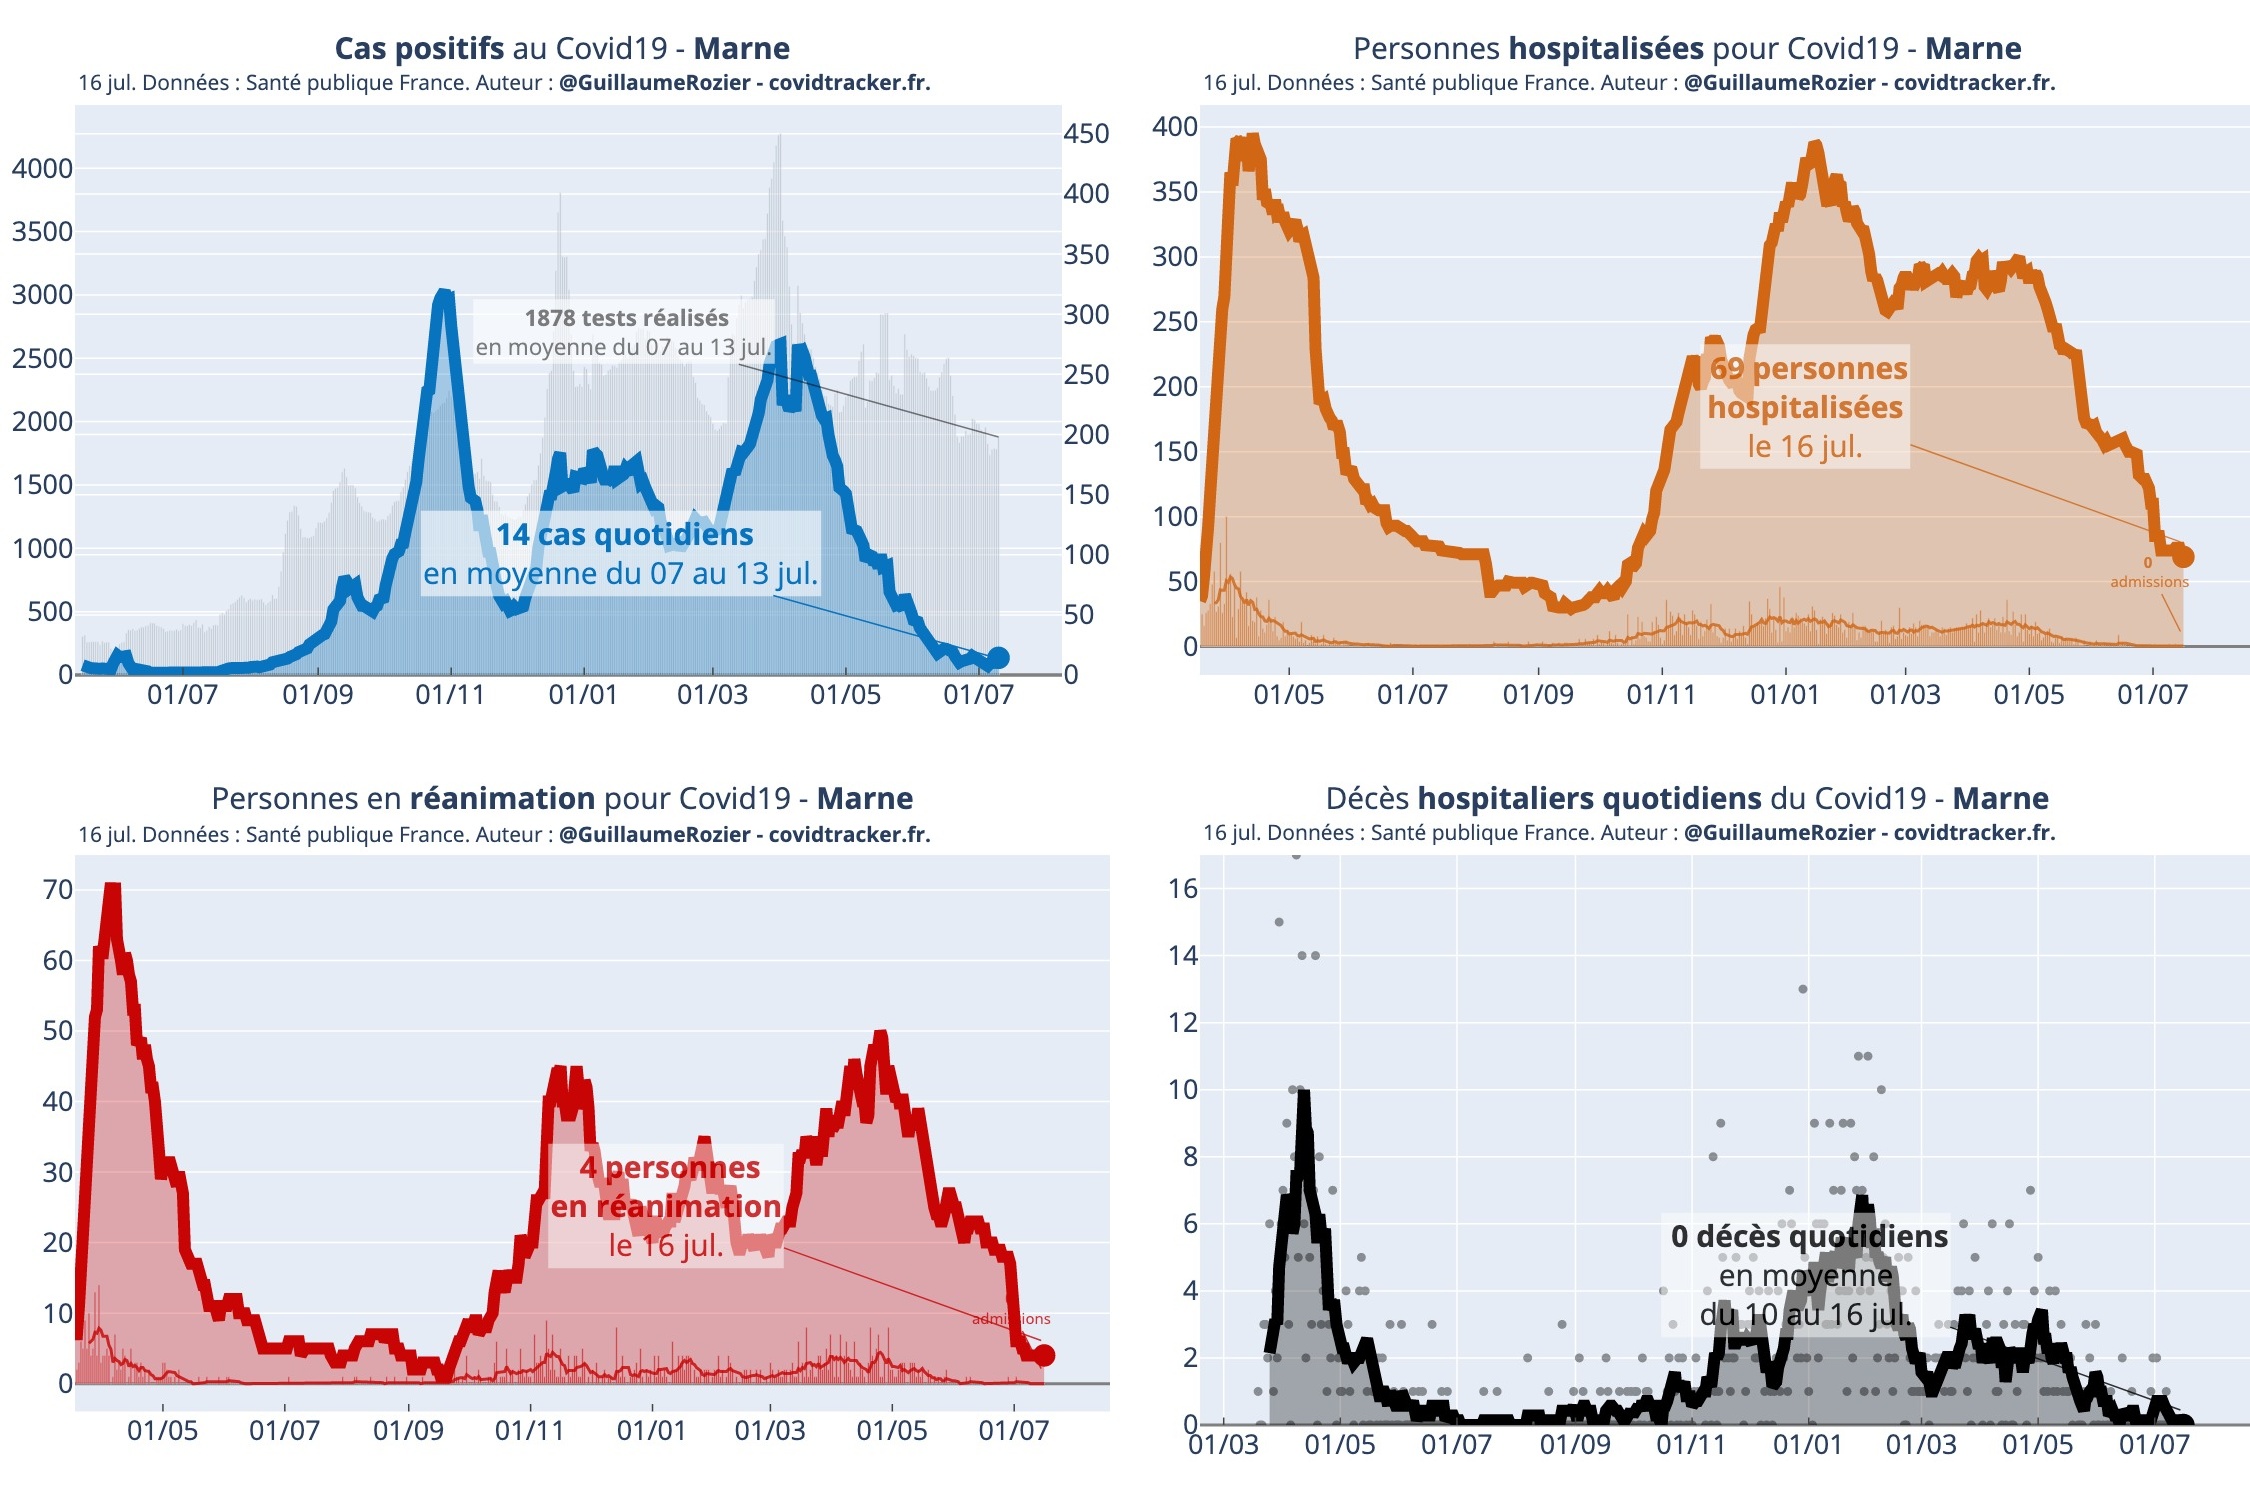 Cas positifs au Covid19 - Marne
16 jul. Données : Santé publique France. Auteur : @GuillaumeRozier - covidtracker.fr.
4000
3500
3000
2500
2000
1500
1000
500
0
450
400
350
300
250
200
150
100
50
0
1878 tests réalisés
en moyenne du 07 au 13 jul.
14 cas quotidiens
en moyenne du 07 au 13 jul.
01/07 01/09 01/11 01/01 01/03 01/05 01/07
Personnes hospitalisées pour Covid19 - Marne
16 jul. Données : Santé publique France. Auteur : @GuillaumeRozier - covidtracker.fr.
400
350
300
250
200
150
100
50
0
69 personnes
hospitalisées
le 16 jul.
0
admissions
01/05 01/07 01/09 01/11 01/01 01/03 01/05 01/07
Personnes en réanimation pour Covid19 - Marne
16 jul. Données : Santé publique France. Auteur : @GuillaumeRozier - covidtracker.fr.
70
60
50
40
30
20
10
0
4 personnes
en réanimation
le 16 jul.
admissions
01/05 01/07 01/09 01/11 01/01 01/03 01/05 01/07
Décès hospitaliers quotidiens du Covid19 - Marne
16 jul. Données : Santé publique France. Auteur : @GuillaumeRozier - covidtracker.fr.
16
14
12
10
8
6
4
2
0
0 décès quotidiens
en moyenne
du 10 au 16 jul.
01/03 01/05 01/07 01/09 01/11 01/01 01/03 01/05 01/07